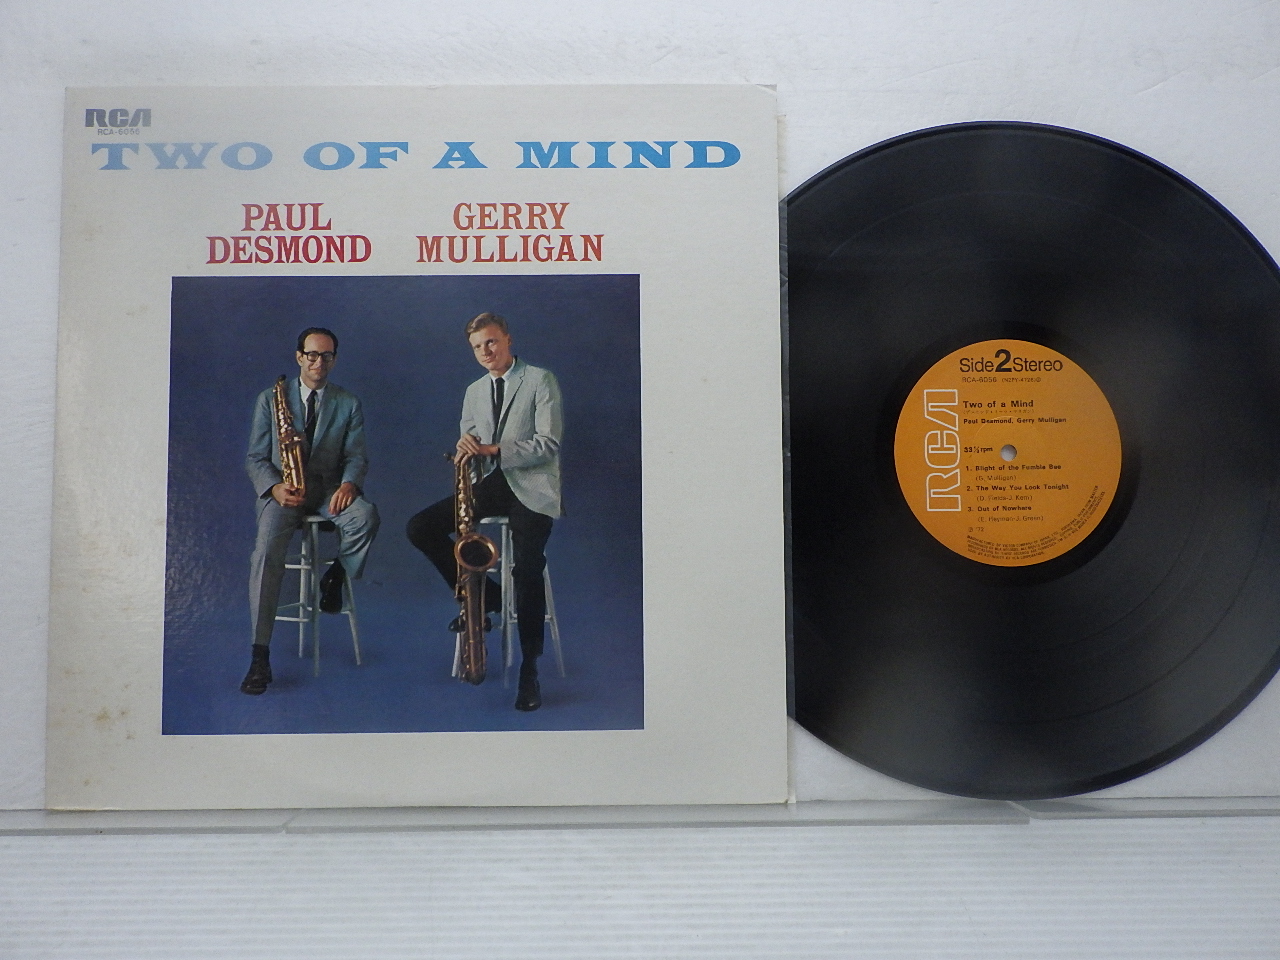 RCA
RCA-6056
TWO OF A MIND
PAUL DESMOND
GERRY MULLIGAN
RCA
Side 2 Stereo
RCA-6056
Two of a Mind
Paul Desmond, Gerry Mulligan
33 1/3 rpm
1. Blight of the Fumble Bee
(G. Mulligan)
2. The Way You Look Tonight
(D. Fields-J. Kern)
3. Out of Nowhere
(E. Heyman-J. Green)